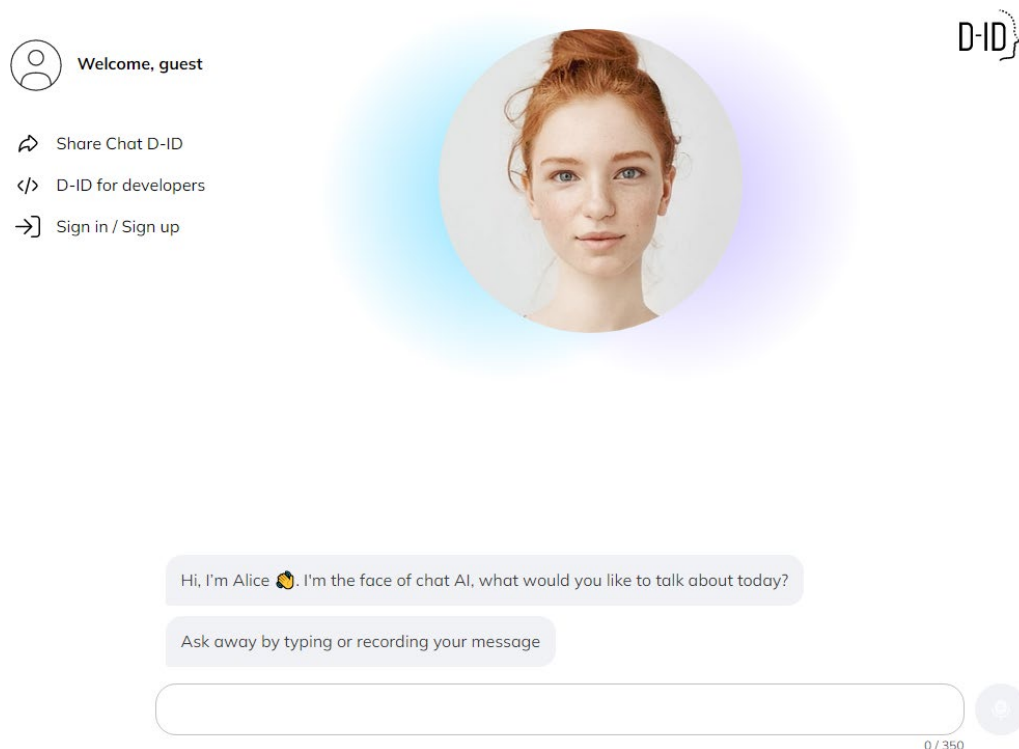 D-ID
Welcome, guest
Share Chat D-ID
D-ID for developers
Sign in / Sign up
Hi, I'm Alice 👏. I'm the face of chat AI, what would you like to talk about today?
Ask away by typing or recording your message
0 / 350